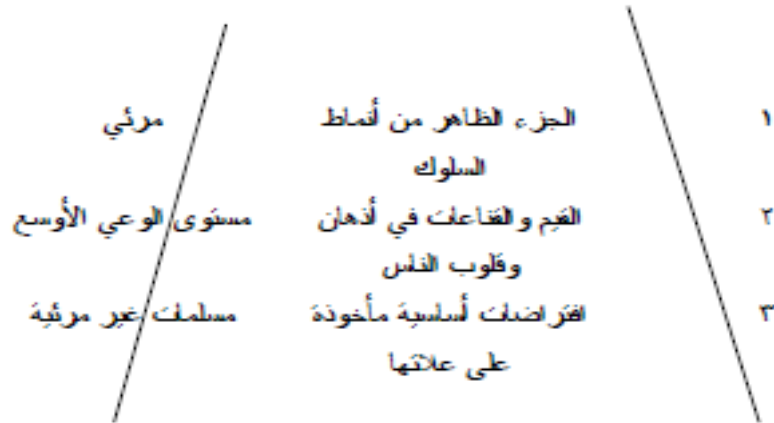 ١ الجزء الظاهر من أنماط مرئي
السلوك
٢ القيم والقناعات في أذهان مستوى الوعي الأوسع
وقلوب الناس
٣ افتراضات أساسية مأخوذة مسلمات غير مرئية
على علاتها